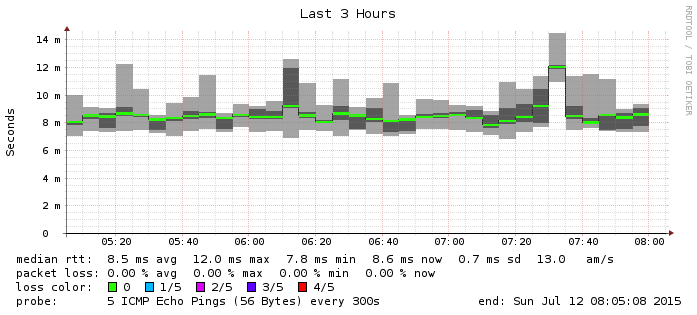 Last 3 Hours
RRDTOOL / TOBI OETIKER
Seconds
14 m
12 m
10 m
8 m
6 m
4 m
2 m
0
05:20 05:40 06:00 06:20 06:40 07:00 07:20 07:40 08:00
median rtt: 8.5 ms avg 12.0 ms max 7.8 ms min 8.6 ms now 0.7 ms sd 13.0 am/s
packet loss: 0.00 % avg 0.00 % max 0.00 % min 0.00 % now
loss color: 0 1/5 2/5 3/5 4/5
probe: 5 ICMP Echo Pings (56 Bytes) every 300s end: Sun Jul 12 08:05:08 2015